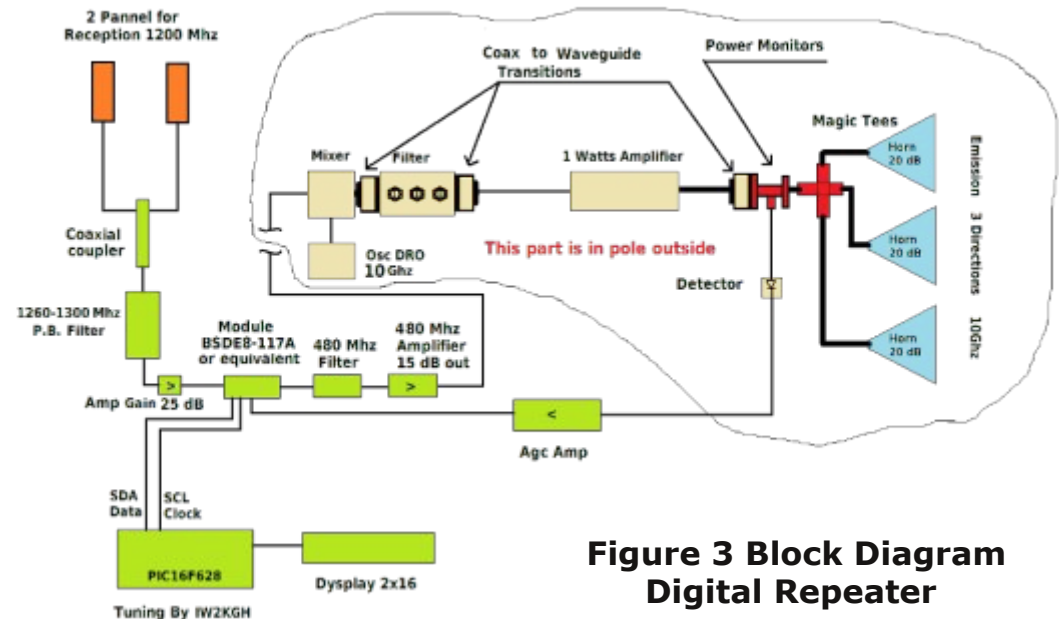 2 Pannel for
Reception 1200 Mhz
Coax to Waveguide
Transitions
Power Monitors
Magic Tees
Mixer
Filter
1 Watts Amplifier
Horn
20 dB
Horn
20 dB
Horn
20 dB
Emission 3 Directions 10Ghz
Coaxial
coupler
Osc DRO
10 Ghz
This part is in pole outside
Detector
1260-1300 Mhz
P.B. Filter
Module
BSDE8-117A
or equivalent
480 Mhz
Filter
480 Mhz
Amplifier
15 dB out
>
>
Amp Gain 25 dB
<
Agc Amp
SDA
Data
SCL
Clock
PIC16F628
Dysplay 2x16
Tuning By IW2KGH
Figure 3 Block Diagram
Digital Repeater